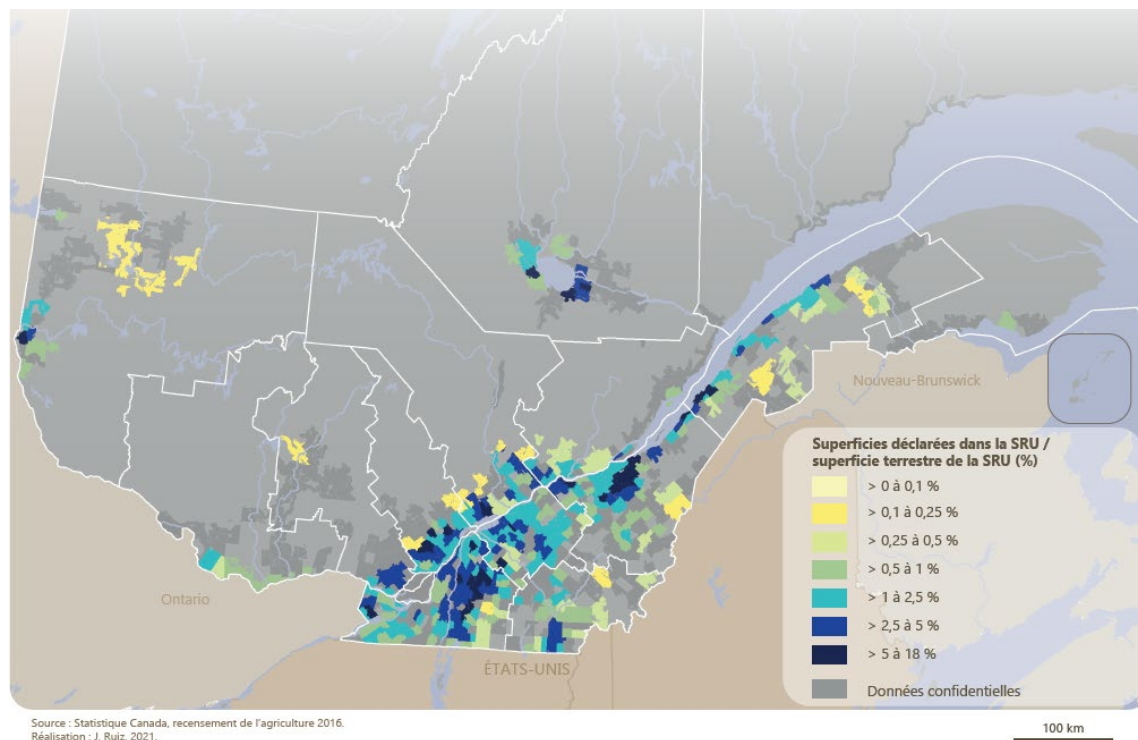 Nouveau-Brunswick
Superficies déclarées dans la SRU /
superficie terrestre de la SRU (%)
> 0 à 0,1 %
> 0,1 à 0,25 %
> 0,25 à 0,5 %
> 0,5 à 1 %
> 1 à 2,5 %
> 2,5 à 5 %
> 5 à 18 %
Données confidentielles
Ontario
ÉTATS-UNIS
Source : Statistique Canada, recensement de l'agriculture 2016.
Réalisation : J. Ruiz, 2021.
100 km